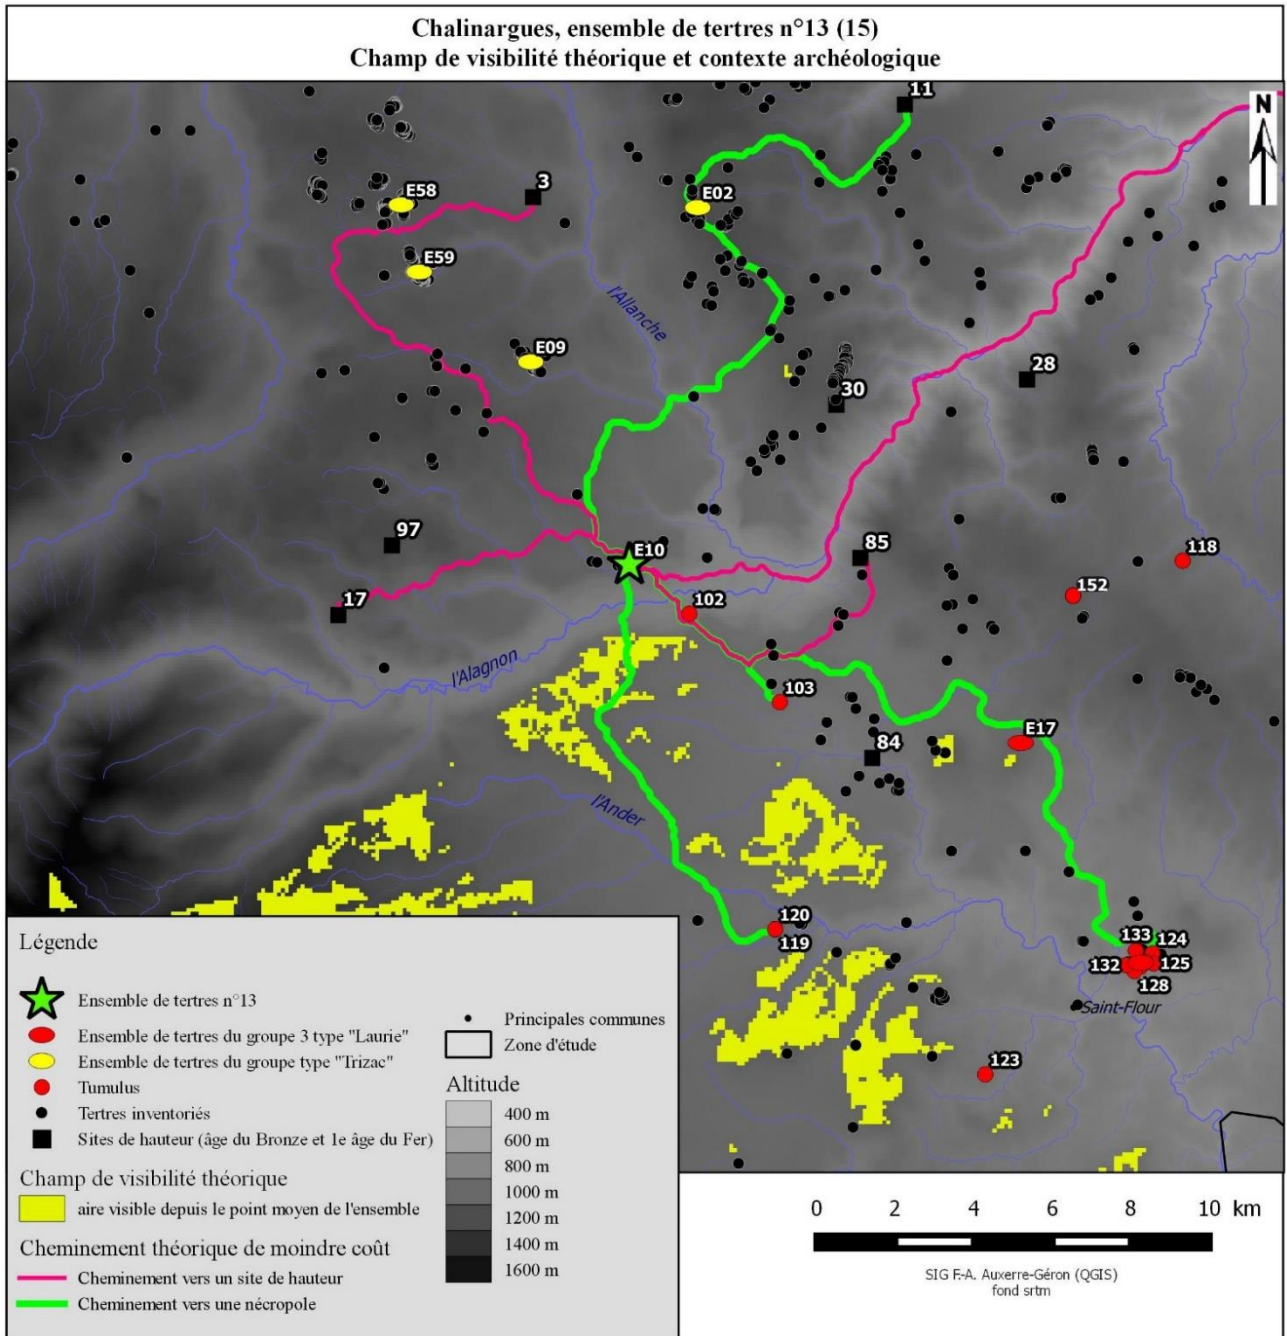 Chalinargues, ensemble de tertres n°13 (15)
Champ de visibilité théorique et contexte archéologique
N
11
3
E58
E02
E59
l'Allanche
E09
28
30
97
E10
85
118
17
102
152
l'Alagnon
103
E17
84
l'Ander
120
119
133
124
132
125
128
Saint-Flour
123
Légende
Ensemble de tertres n°13
Ensemble de tertres du groupe 3 type "Laurie"
Ensemble de tertres du groupe type "Trizac"
Tumulus
Tertres inventoriés
Sites de hauteur (âge du Bronze et 1e âge du Fer)
Champ de visibilité théorique
aire visible depuis le point moyen de l'ensemble
Cheminement théorique de moindre coût
Cheminement vers un site de hauteur
Cheminement vers une nécropole
Principales communes
Zone d'étude
Altitude
400 m
600 m
800 m
1000 m
1200 m
1400 m
1600 m
0 2 4 6 8 10 km
SIG F.-A. Auxerre-Géron (QGIS)
fond srtm